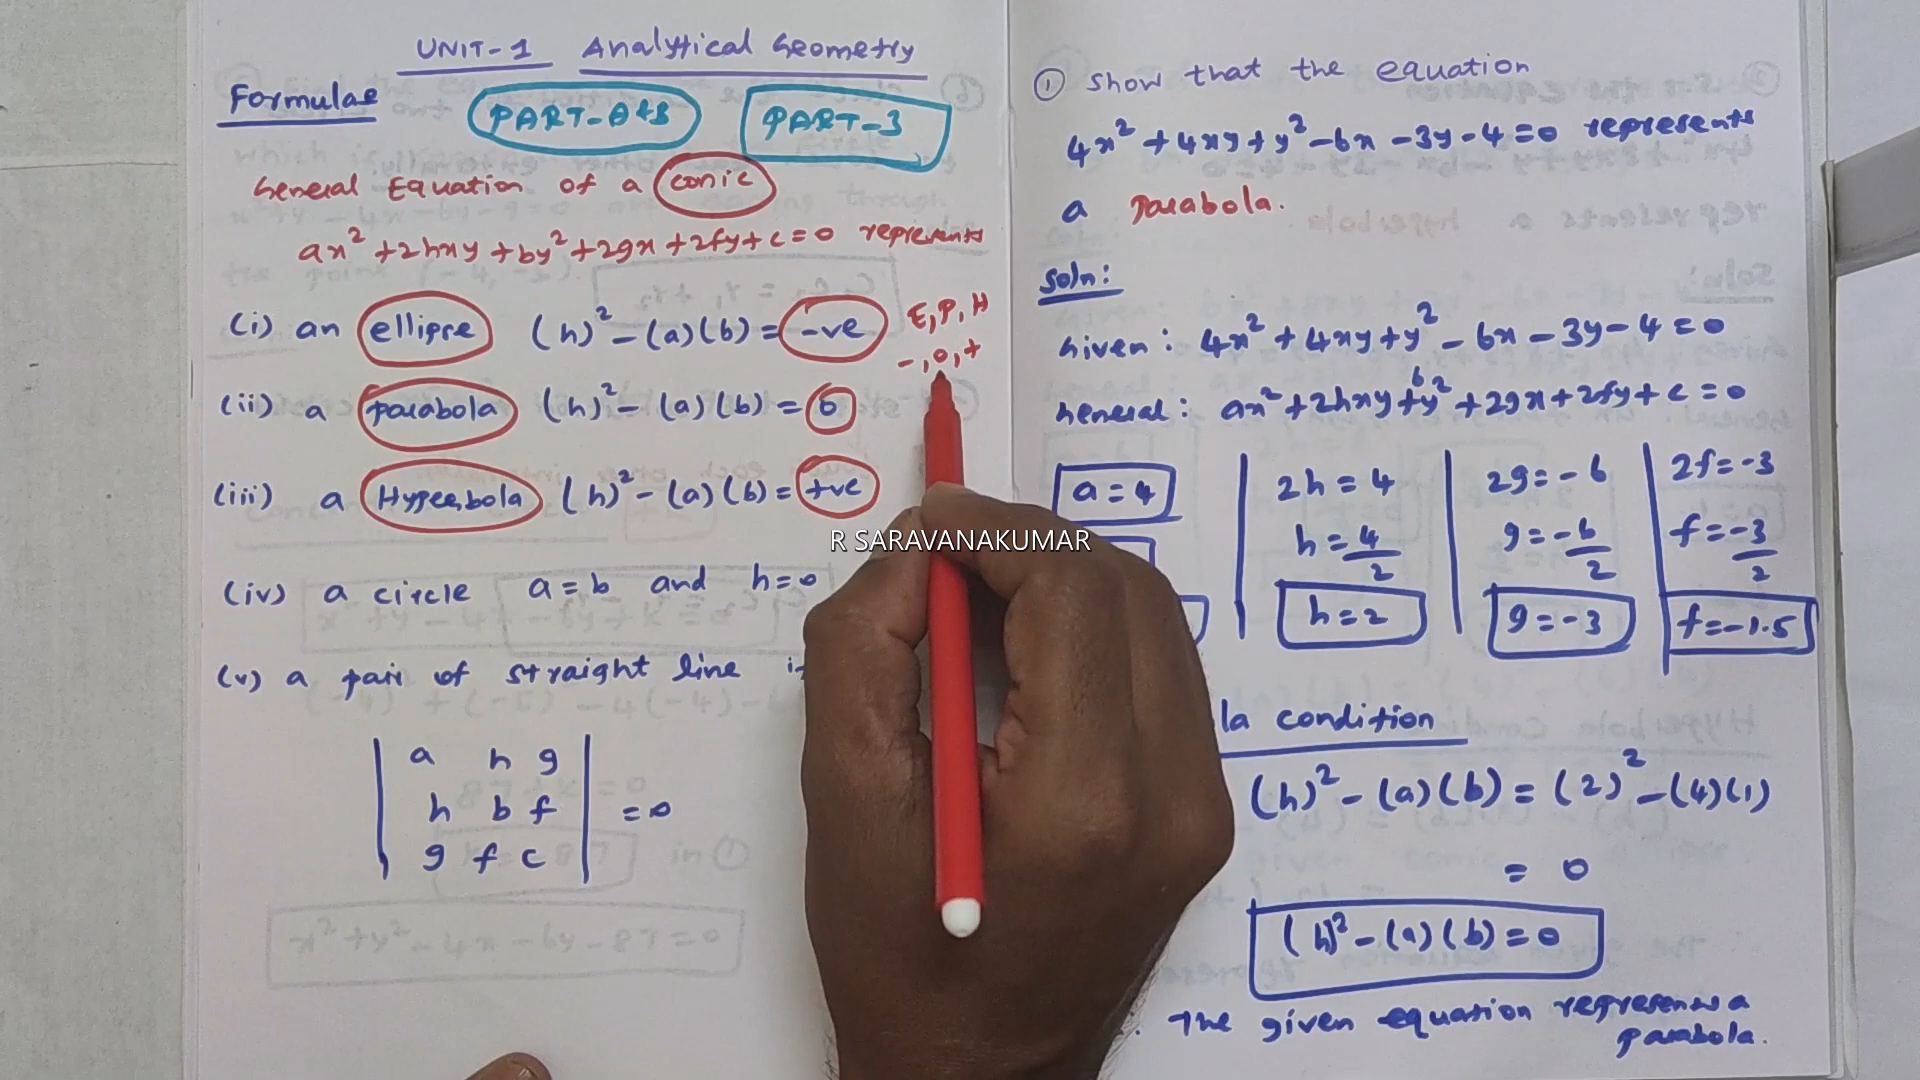 UNIT-1 Analytical Geometry
Formulae
PART-A+B PART-3
General Equation of a conic
ax² + 2hxy + by² + 2gx + 2fy + c = 0 represents
(i) an ellipse (h)² - (a)(b) = -ve
E, P, H
-, 0, +
(ii) a parabola (h)² - (a)(b) = 0
(iii) a Hyperbola (h)² - (a)(b) = +ve
(iv) a circle a = b and h = 0
(v) a pair of straight line
a h g
h b f = 0
g f c
① Show that the equation
4x² + 4xy + y² - 6x - 3y - 4 = 0 represents
a parabola.
Soln:
Given: 4x² + 4xy + y² - 6x - 3y - 4 = 0
General: ax² + 2hxy + by² + 2gx + 2fy + c = 0
a = 4
2h = 4
h = 4/2
h = 2
2g = -6
g = -6/2
g = -3
2f = -3
f = -3/2
f = -1.5
la condition
(h)² - (a)(b) = (2)² - (4)(1)
= 0
(h)² - (a)(b) = 0
The given equation represents a
parabola.
R SARAVANAKUMAR